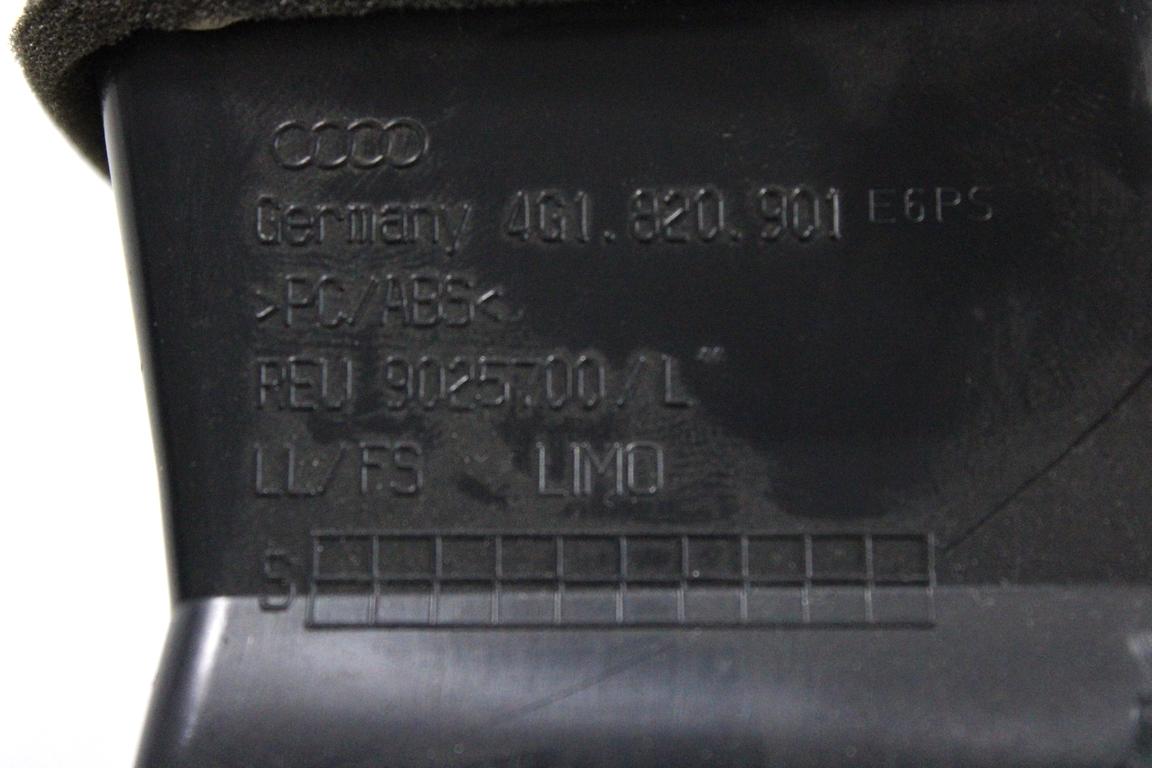 Germany 4G1.820.901 E6PS
>PC/ABS<
REU 9025700/L
LL/FS LIMO